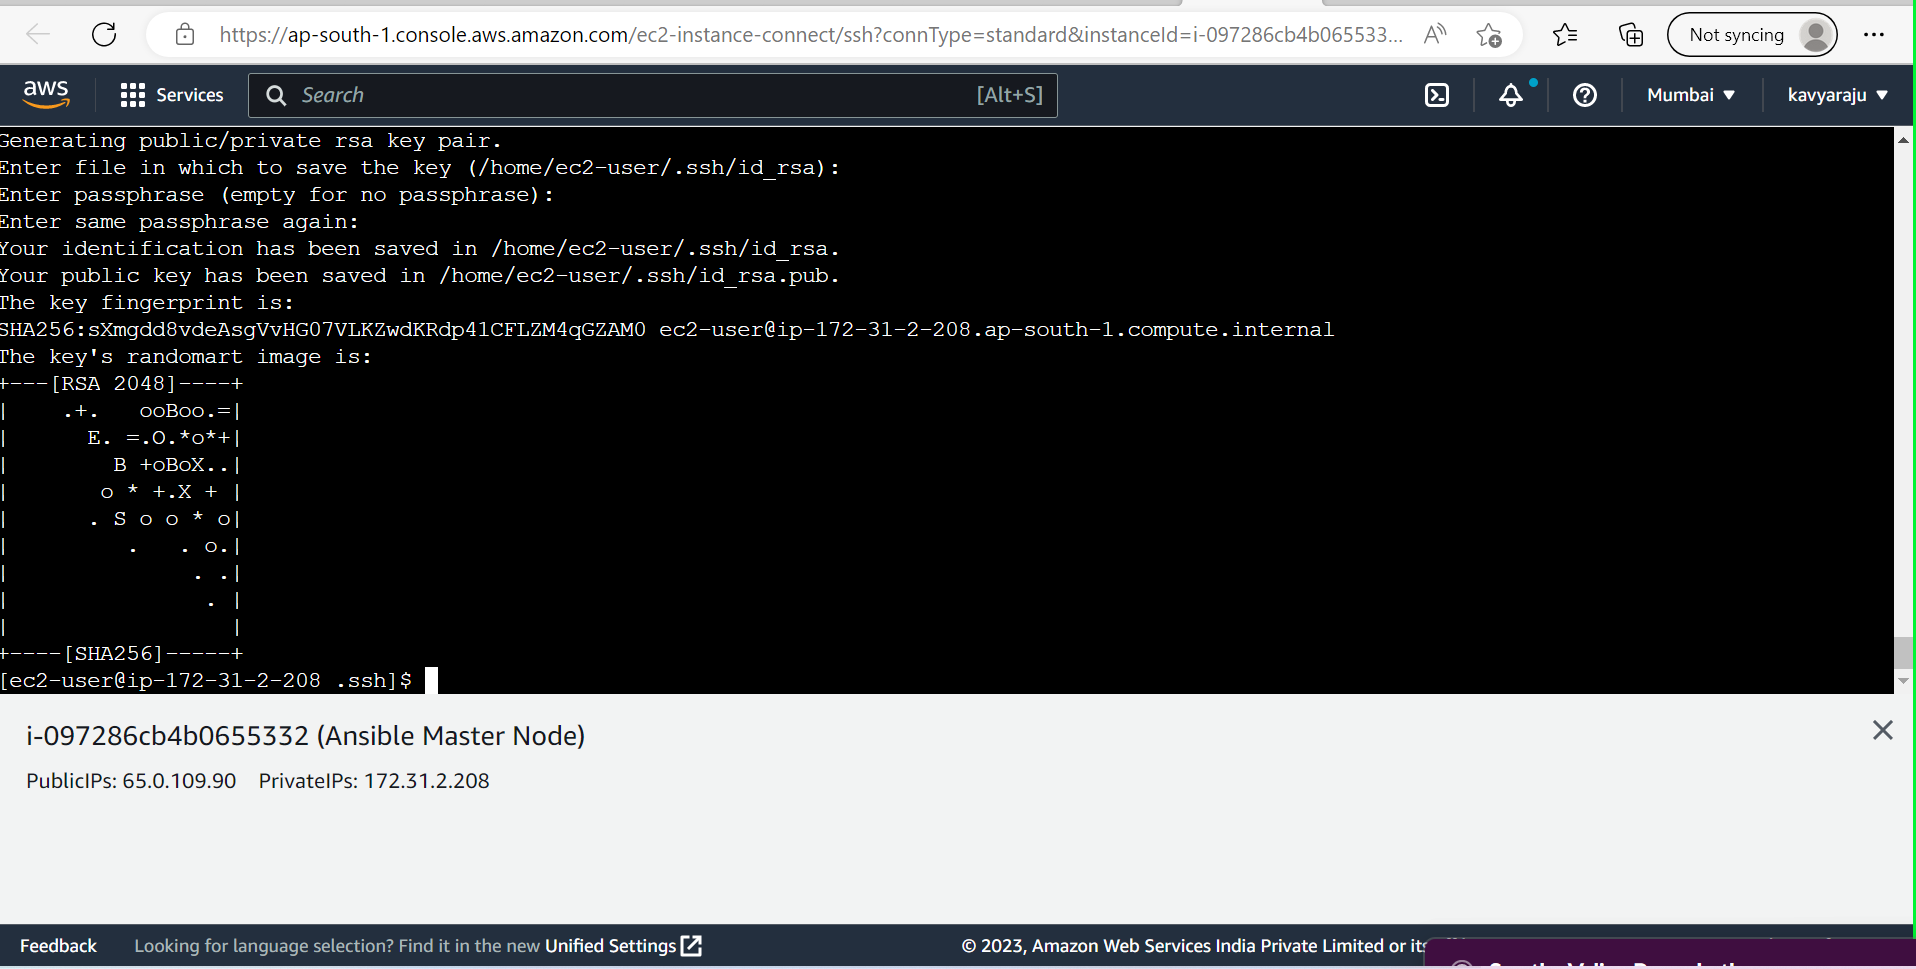 https://ap-south-1.console.aws.amazon.com/ec2-instance-connect/ssh?connType=standard&instanceId=i-097286cb4b065533...
Not syncing
aws
Services
Search
[Alt+S]
Mumbai
kavyaraju
Generating public/private rsa key pair.
Enter file in which to save the key (/home/ec2-user/.ssh/id_rsa):
Enter passphrase (empty for no passphrase):
Enter same passphrase again:
Your identification has been saved in /home/ec2-user/.ssh/id_rsa.
Your public key has been saved in /home/ec2-user/.ssh/id_rsa.pub.
The key fingerprint is:
SHA256:sXmgdd8vdeAsgVvHG07VLKZwdKRdp41CFLZM4qGZAM0 ec2-user@ip-172-31-2-208.ap-south-1.compute.internal
The key's randomart image is:
+---[RSA 2048]----+
|    .+.   ooBoo.=|
|      E. =.O.*o*+|
|        B +oBoX..|
|       o * +.X + |
|      . S o o * o|
|         .   . o.|
|              . .|
|               . |
|                 |
+----[SHA256]-----+
[ec2-user@ip-172-31-2-208 .ssh]$
i-097286cb4b0655332 (Ansible Master Node)
PublicIPs: 65.0.109.90    PrivateIPs: 172.31.2.208
Feedback
Looking for language selection? Find it in the new Unified Settings
© 2023, Amazon Web Services India Private Limited or its